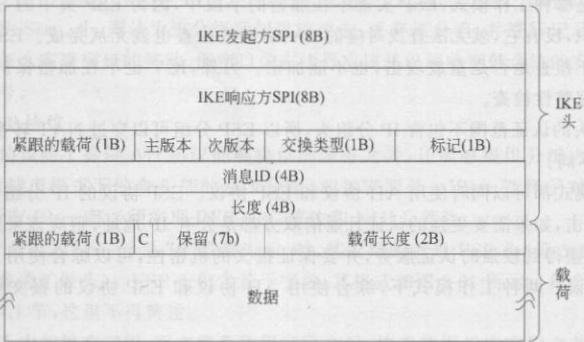 IKE发起方SPI (8B)
IKE响应方SPI(8B)
紧跟的载荷 (1B) 主版本 次版本 交换类型(1B) 标记(1B)
消息ID (4B)
长度 (4B)
紧跟的载荷 (1B) C 保留 (7b) 载荷长度 (2B)
数据
IKE
头
载
荷